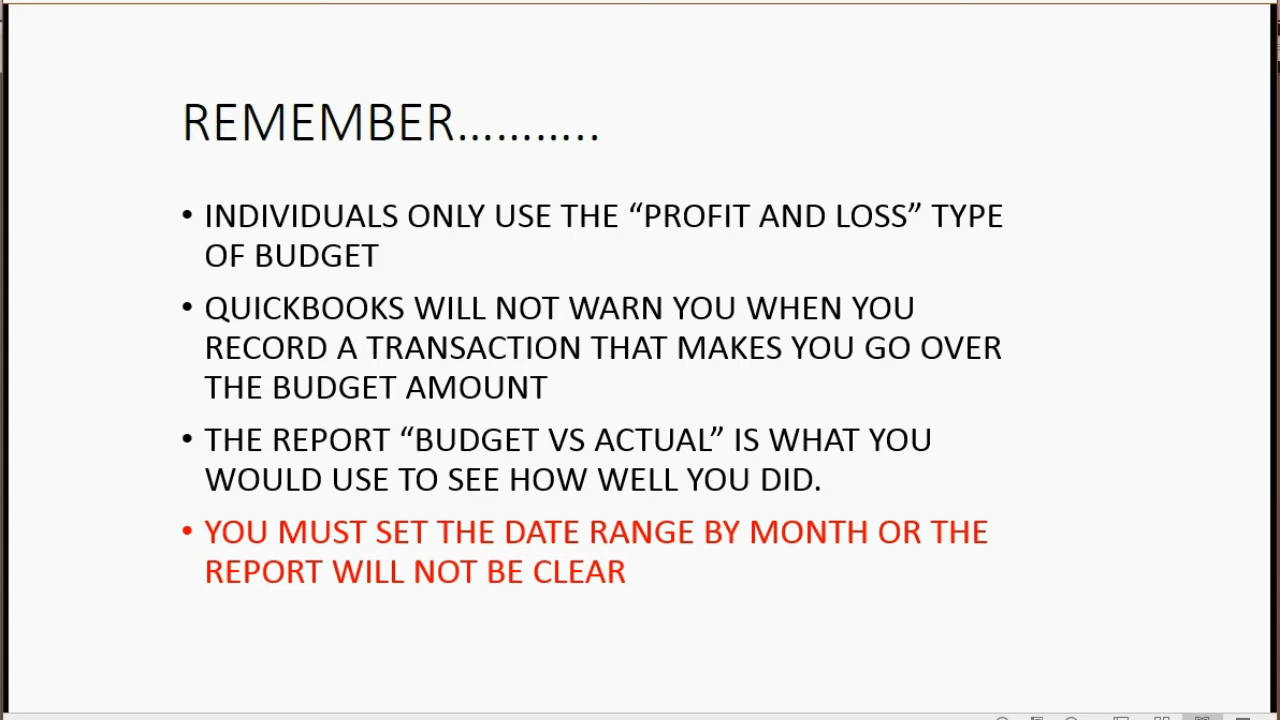 REMEMBER………..
• INDIVIDUALS ONLY USE THE “PROFIT AND LOSS” TYPE
OF BUDGET
• QUICKBOOKS WILL NOT WARN YOU WHEN YOU
RECORD A TRANSACTION THAT MAKES YOU GO OVER
THE BUDGET AMOUNT
• THE REPORT “BUDGET VS ACTUAL” IS WHAT YOU
WOULD USE TO SEE HOW WELL YOU DID.
• YOU MUST SET THE DATE RANGE BY MONTH OR THE
REPORT WILL NOT BE CLEAR